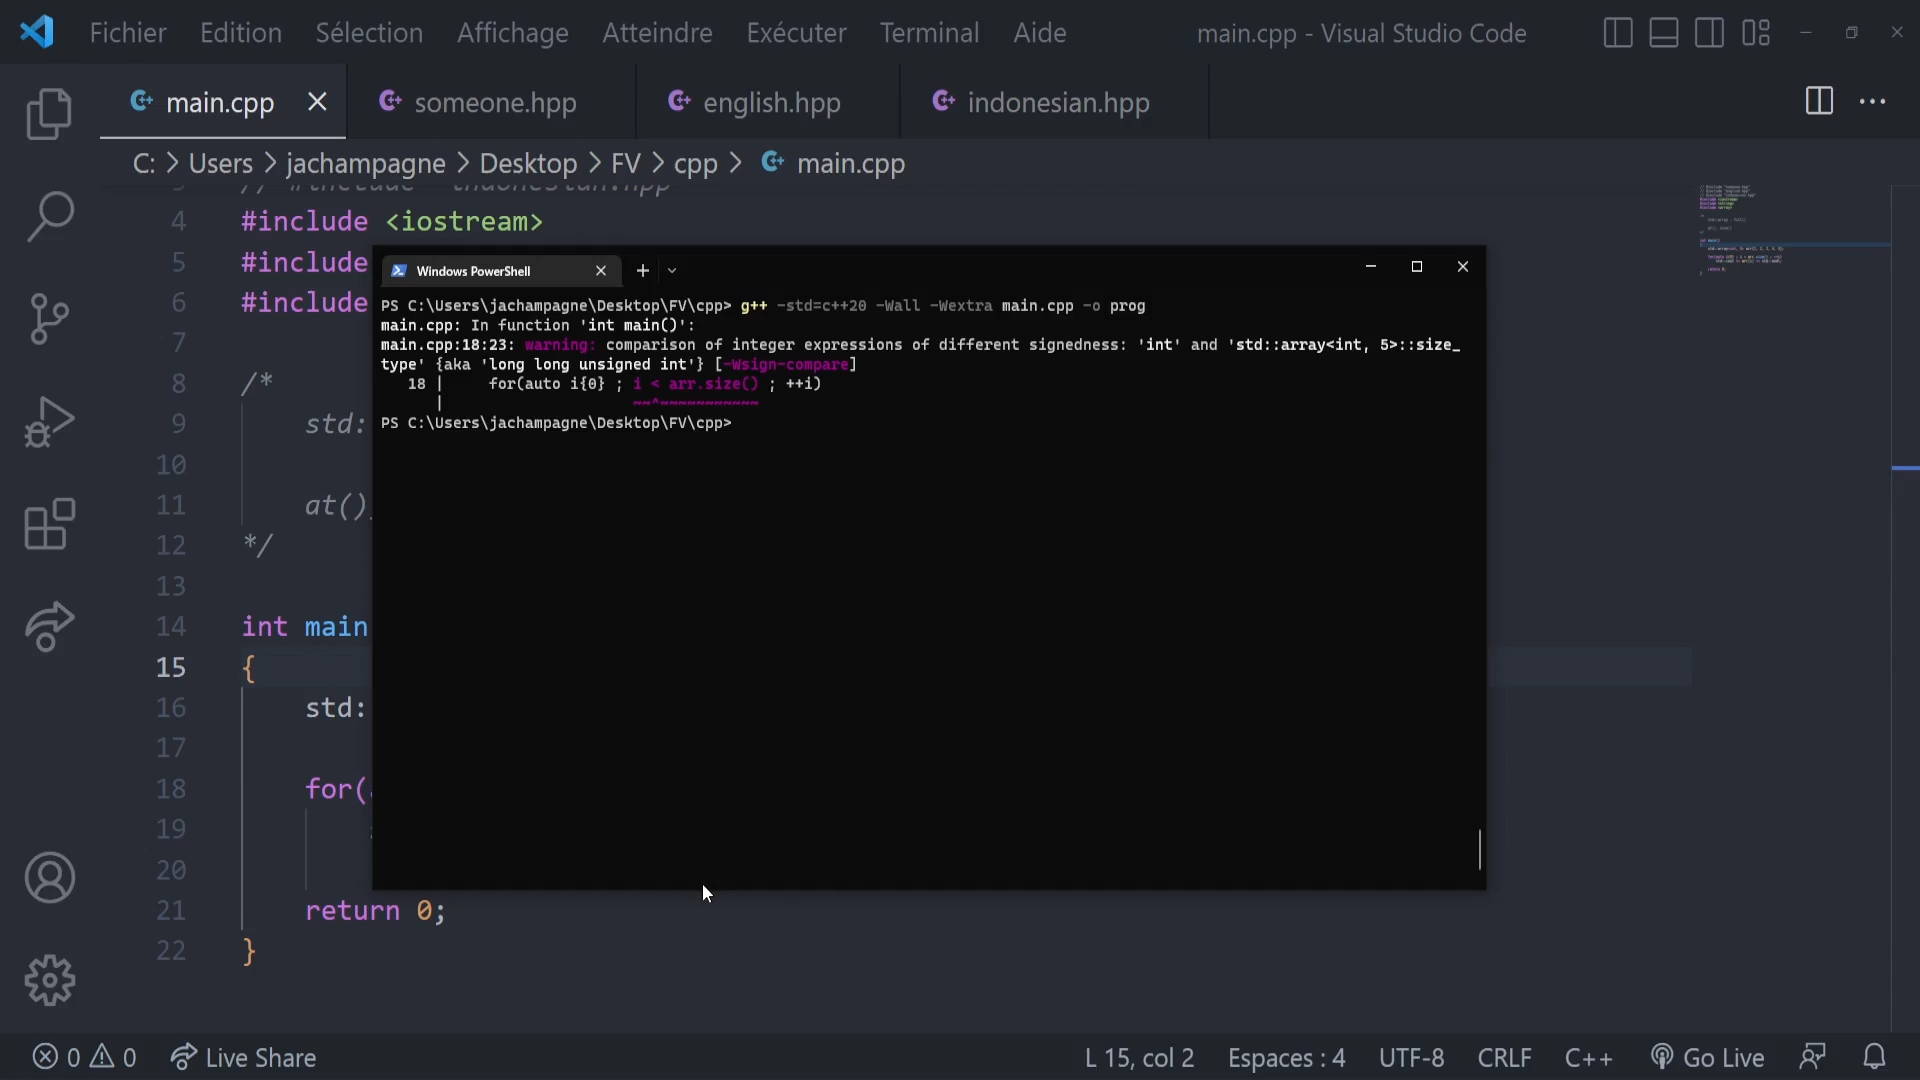 Fichier Edition Sélection Affichage Atteindre Exécuter Terminal Aide main.cpp - Visual Studio Code
main.cpp someone.hpp english.hpp indonesian.hpp
C: > Users > jachampagne > Desktop > FV > cpp > main.cpp
4 #include <iostream>
5 #include
6 #include
7
8 /*
9 std:
10
11 at()
12 */
13
14 int main
15 {
16 std:
17
18 for(
19
20
21 return 0;
22 }
Windows PowerShell
PS C:\Users\jachampagne\Desktop\FV\cpp> g++ -std=c++20 -Wall -Wextra main.cpp -o prog
main.cpp: In function 'int main()':
main.cpp:18:23: warning: comparison of integer expressions of different signedness: 'int' and 'std::array<int, 5>::size_
type' {aka 'long long unsigned int'} [-Wsign-compare]
18 | for(auto i{0} ; i < arr.size() ; ++i)
| ~~^~~~~~~~~~~~
PS C:\Users\jachampagne\Desktop\FV\cpp>
0 0 Live Share L 15, col 2 Espaces : 4 UTF-8 CRLF C++ Go Live